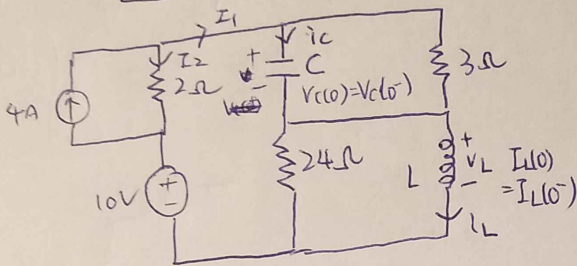 I1
ic
I2
2Ω
+
-
C
3Ω
4A
Vc(0)=Vc(0⁻)
10V
+
-
24Ω
L
+
VL
-
IL(0)
=IL(0⁻)
iL